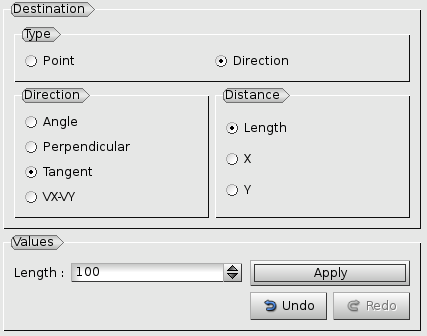 Destination
Type
Point Direction
Direction
Angle
Perpendicular
Tangent
VX-VY
Distance
Length
X
Y
Values
Length : 100 Apply
Undo Redo